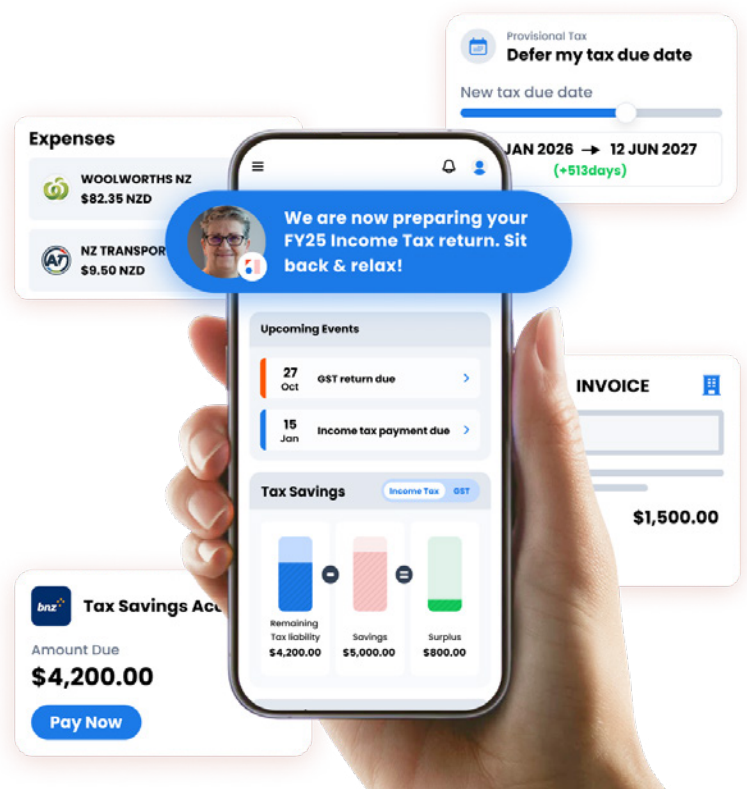 Provisional Tax
Defer my tax due date
New tax due date
JAN 2026 → 12 JUN 2027
(+513days)
Expenses
WOOLWORTHS NZ
$82.35 NZD
NZ TRANSPOR
$9.50 NZD
AT
We are now preparing your
FY25 Income Tax return. Sit
back & relax!
Upcoming Events
27
Oct
GST return due
15
Jan
Income tax payment due
INVOICE
$1,500.00
Tax Savings
Income Tax
GST
Remaining
Tax liability
$4,200.00
Savings
$5,000.00
Surplus
$800.00
bnz
Tax Savings Acc
Amount Due
$4,200.00
Pay Now